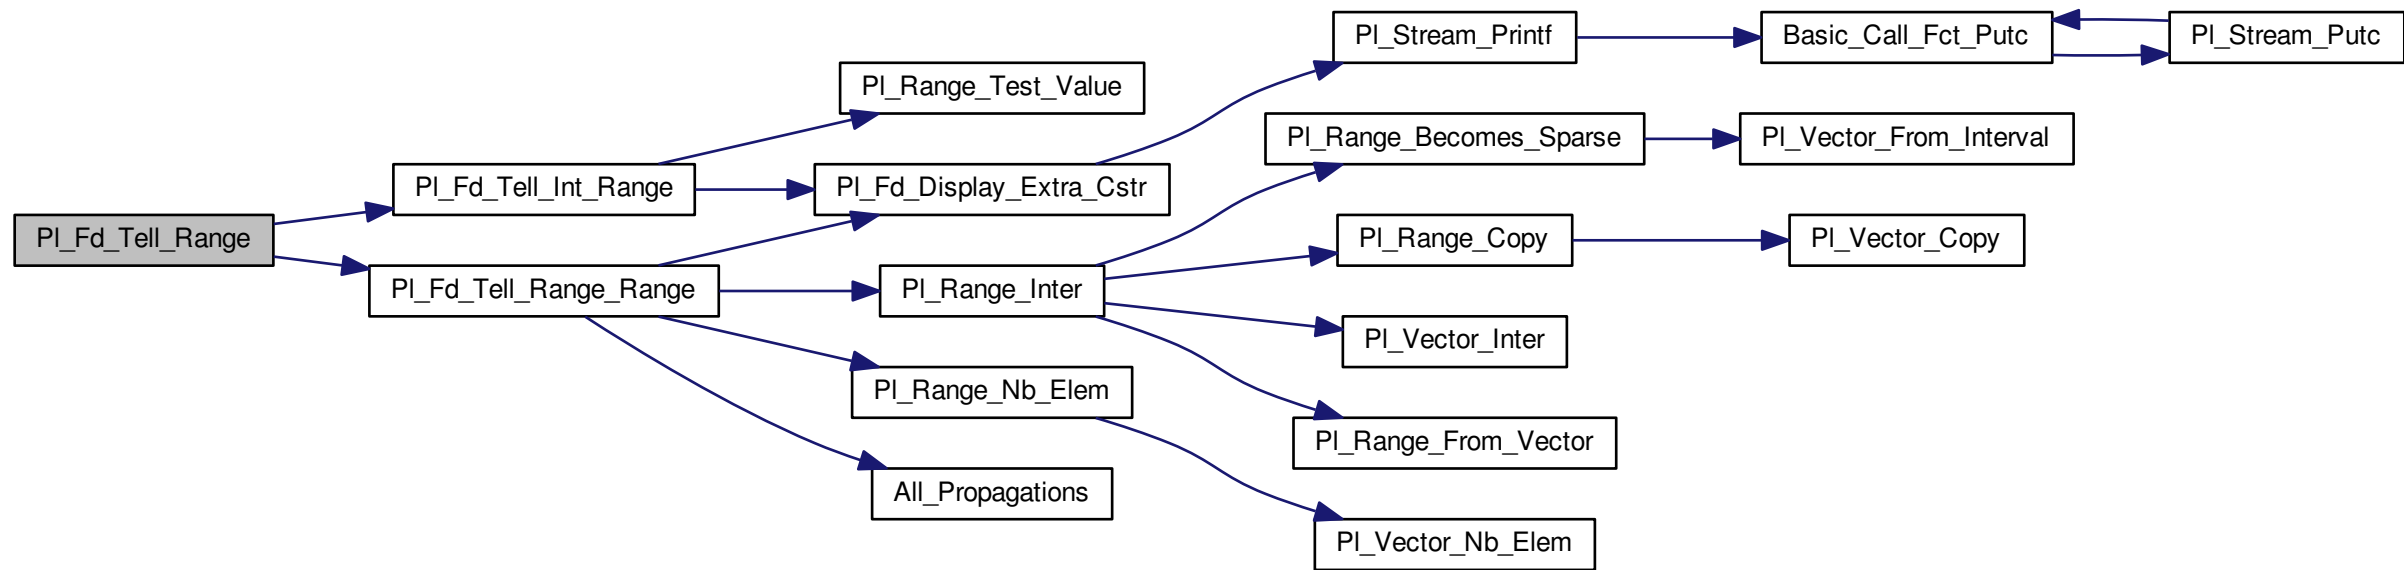 Pl_Fd_Tell_Range
Pl_Fd_Tell_Int_Range
Pl_Fd_Tell_Range_Range
Pl_Range_Test_Value
Pl_Fd_Display_Extra_Cstr
Pl_Range_Inter
Pl_Range_Nb_Elem
All_Propagations
Pl_Stream_Printf
Pl_Range_Becomes_Sparse
Pl_Range_Copy
Pl_Vector_Inter
Pl_Range_From_Vector
Pl_Vector_Nb_Elem
Basic_Call_Fct_Putc
Pl_Vector_From_Interval
Pl_Vector_Copy
Pl_Stream_Putc